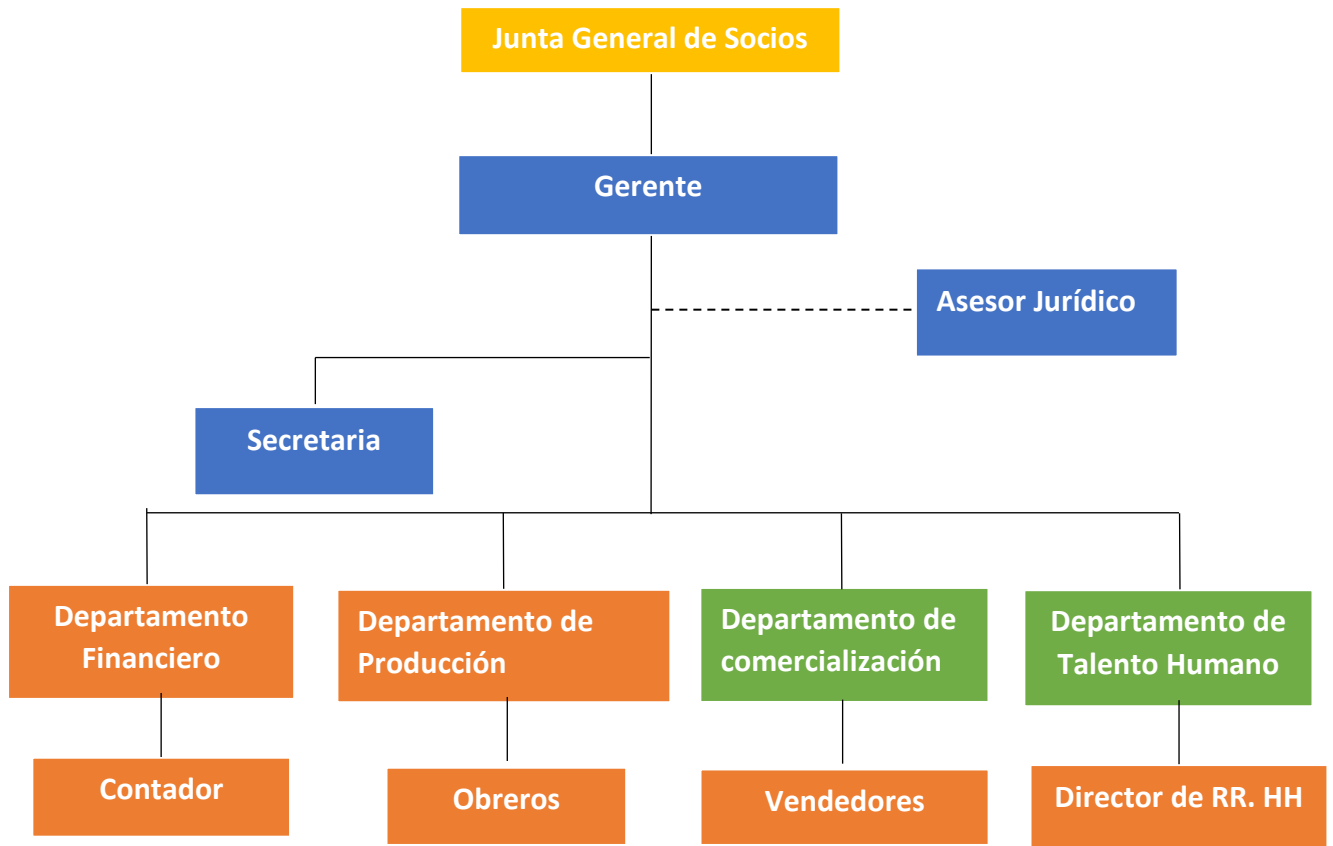 Junta General de Socios
Gerente
Asesor Jurídico
Secretaria
Departamento
Financiero
Departamento de
Producción
Departamento de
comercialización
Departamento de
Talento Humano
Contador
Obreros
Vendedores
Director de RR. HH